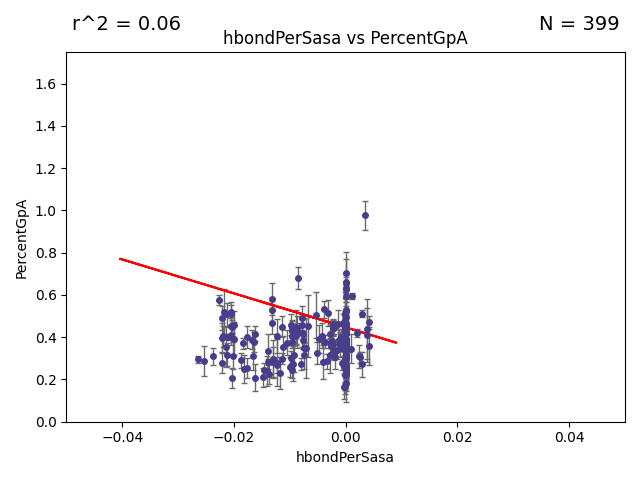 r^2 = 0.06
N = 399
hbondPerSasa vs PercentGpA
PercentGpA
1.6
1.4
1.2
1.0
0.8
0.6
0.4
0.2
0.0
−0.04
−0.02
0.00
0.02
0.04
hbondPerSasa